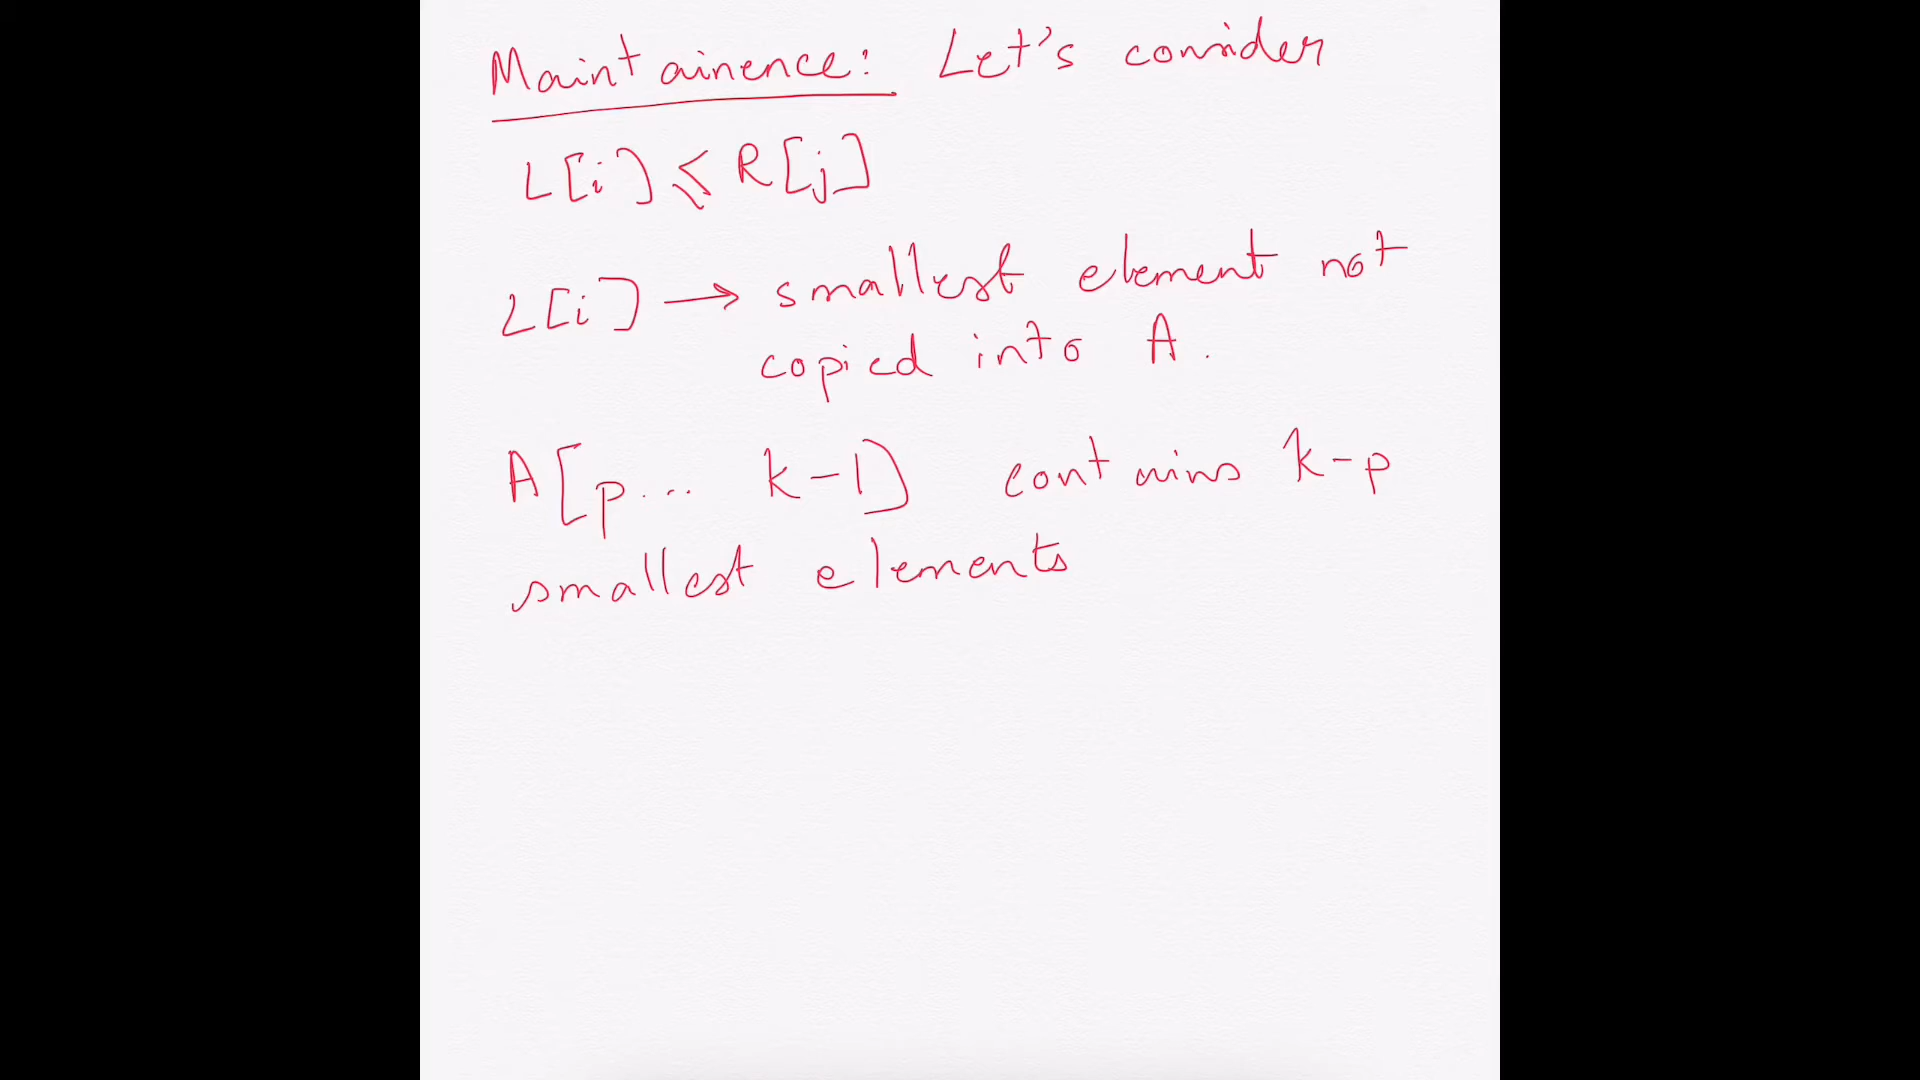 Maintainence: Let's consider
L[i] ⩽ R[j]
L[i] → smallest element not
copied into A.
A[p... k-1] contains k-p
smallest elements